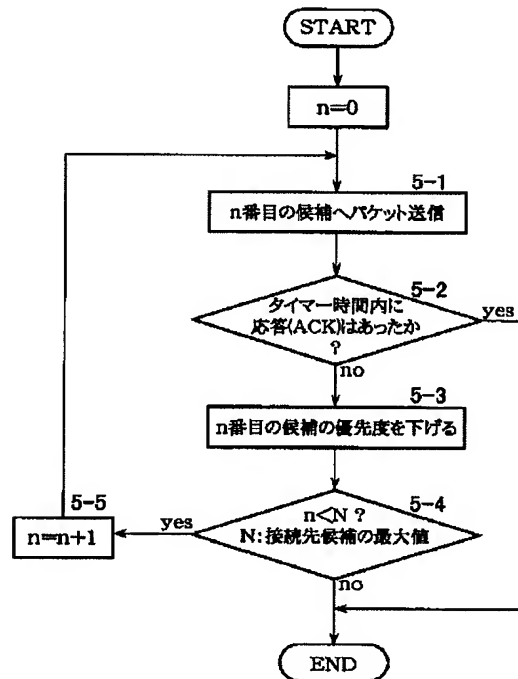 START
n=0
5-1
n番目の候補へパケット送信
5-2
タイマー時間内に
応答(ACK)はあったか
?
yes
no
5-3
n番目の候補の優先度を下げる
5-4
n<N ?
N:接続先候補の最大値
yes
5-5
n=n+1
no
END